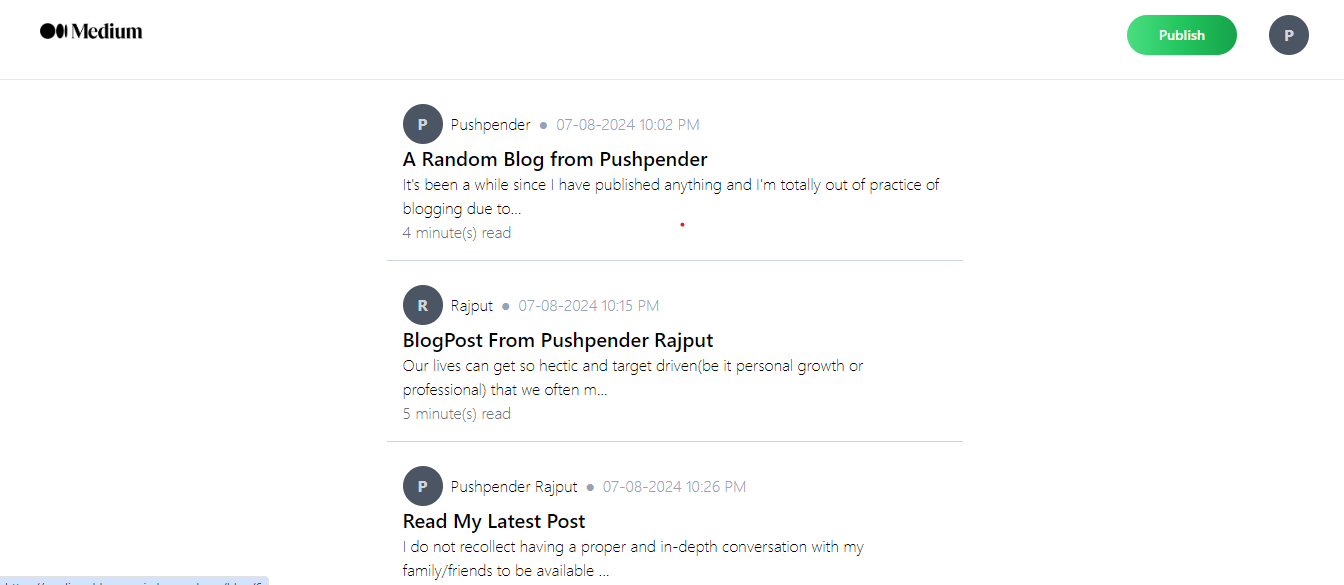 Medium
Publish
P
P Pushpender • 07-08-2024 10:02 PM
A Random Blog from Pushpender
It's been a while since I have published anything and I'm totally out of practice of
blogging due to...
4 minute(s) read
R Rajput • 07-08-2024 10:15 PM
BlogPost From Pushpender Rajput
Our lives can get so hectic and target driven(be it personal growth or
professional) that we often m...
5 minute(s) read
P Pushpender Rajput • 07-08-2024 10:26 PM
Read My Latest Post
I do not recollect having a proper and in-depth conversation with my
family/friends to be available ...